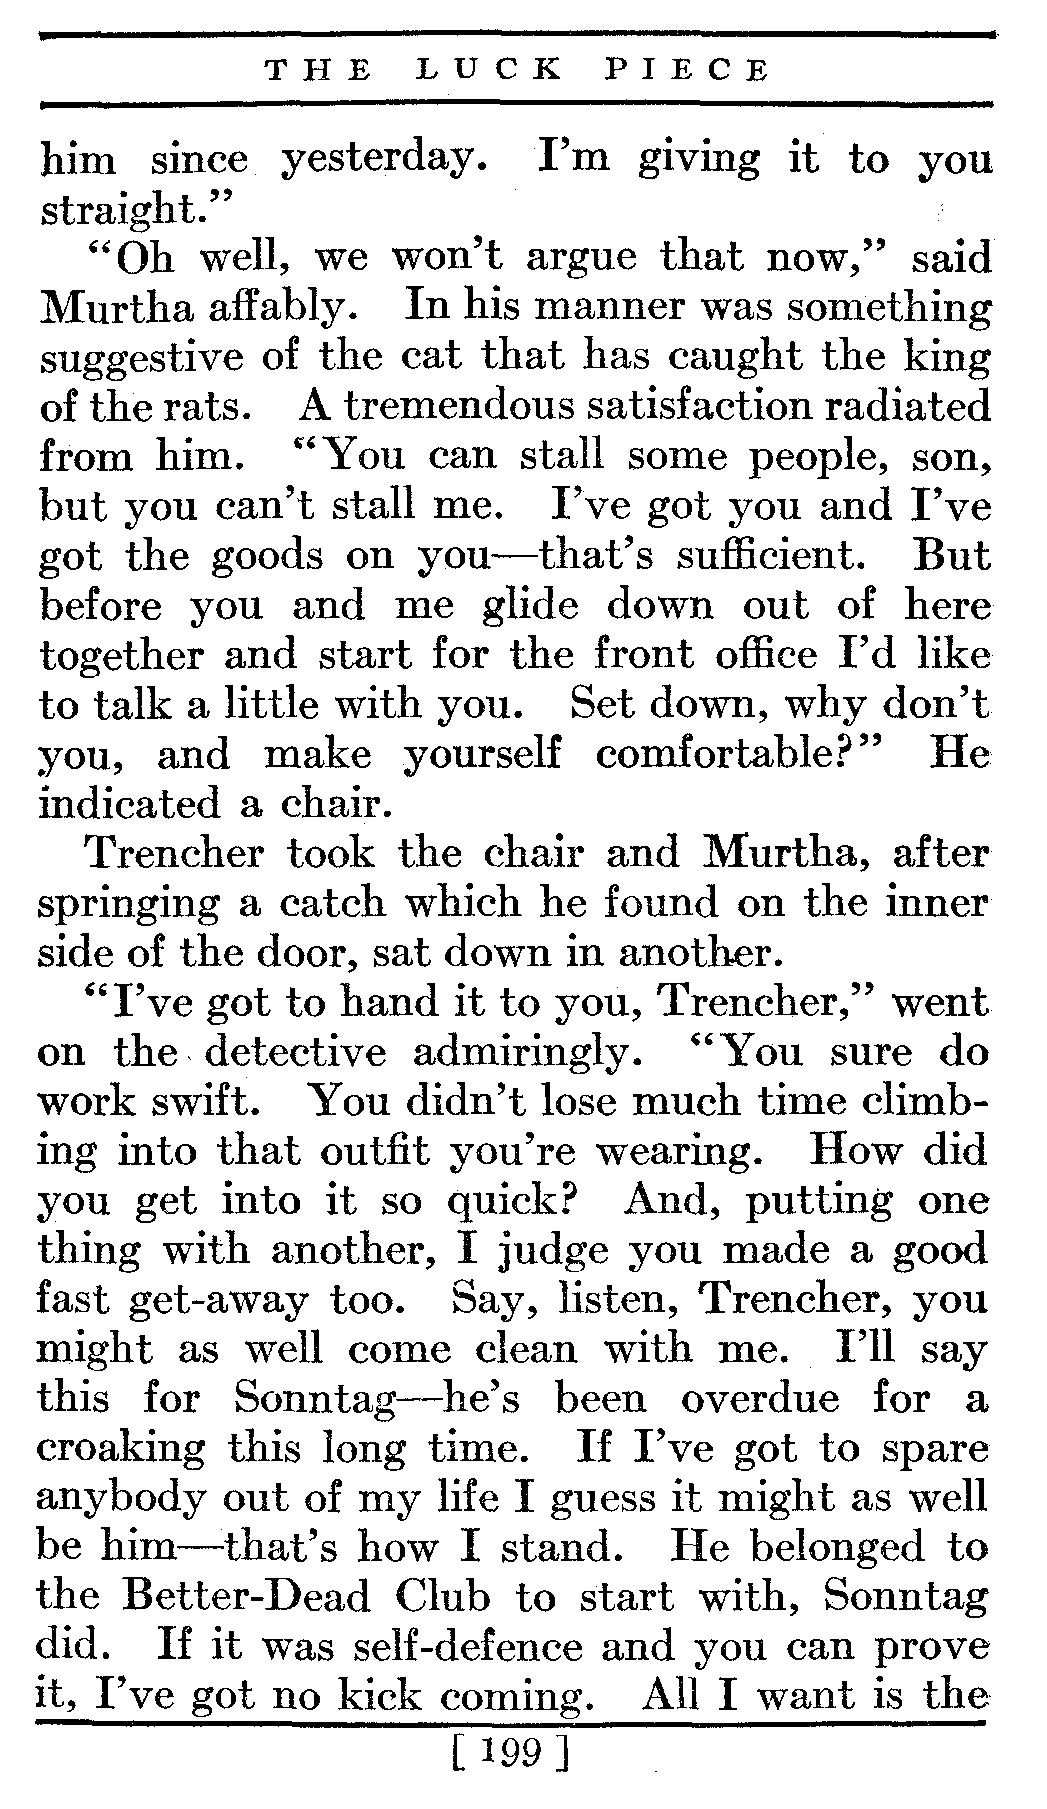 THE LUCK PIECE
him since yesterday. I'm giving it to you
straight."
"Oh well, we won't argue that now," said
Murtha affably. In his manner was something
suggestive of the cat that has caught the king
of the rats. A tremendous satisfaction radiated
from him. "You can stall some people, son,
but you can't stall me. I've got you and I've
got the goods on you—that's sufficient. But
before you and me glide down out of here
together and start for the front office I'd like
to talk a little with you. Set down, why don't
you, and make yourself comfortable?" He
indicated a chair.
Trencher took the chair and Murtha, after
springing a catch which he found on the inner
side of the door, sat down in another.
"I've got to hand it to you, Trencher," went
on the detective admiringly. "You sure do
work swift. You didn't lose much time climb-
ing into that outfit you're wearing. How did
you get into it so quick? And, putting one
thing with another, I judge you made a good
fast get-away too. Say, listen, Trencher, you
might as well come clean with me. I'll say
this for Sonntag—he's been overdue for a
croaking this long time. If I've got to spare
anybody out of my life I guess it might as well
be him—that's how I stand. He belonged to
the Better-Dead Club to start with, Sonntag
did. If it was self-defence and you can prove
it, I've got no kick coming. All I want is the
[ 199 ]